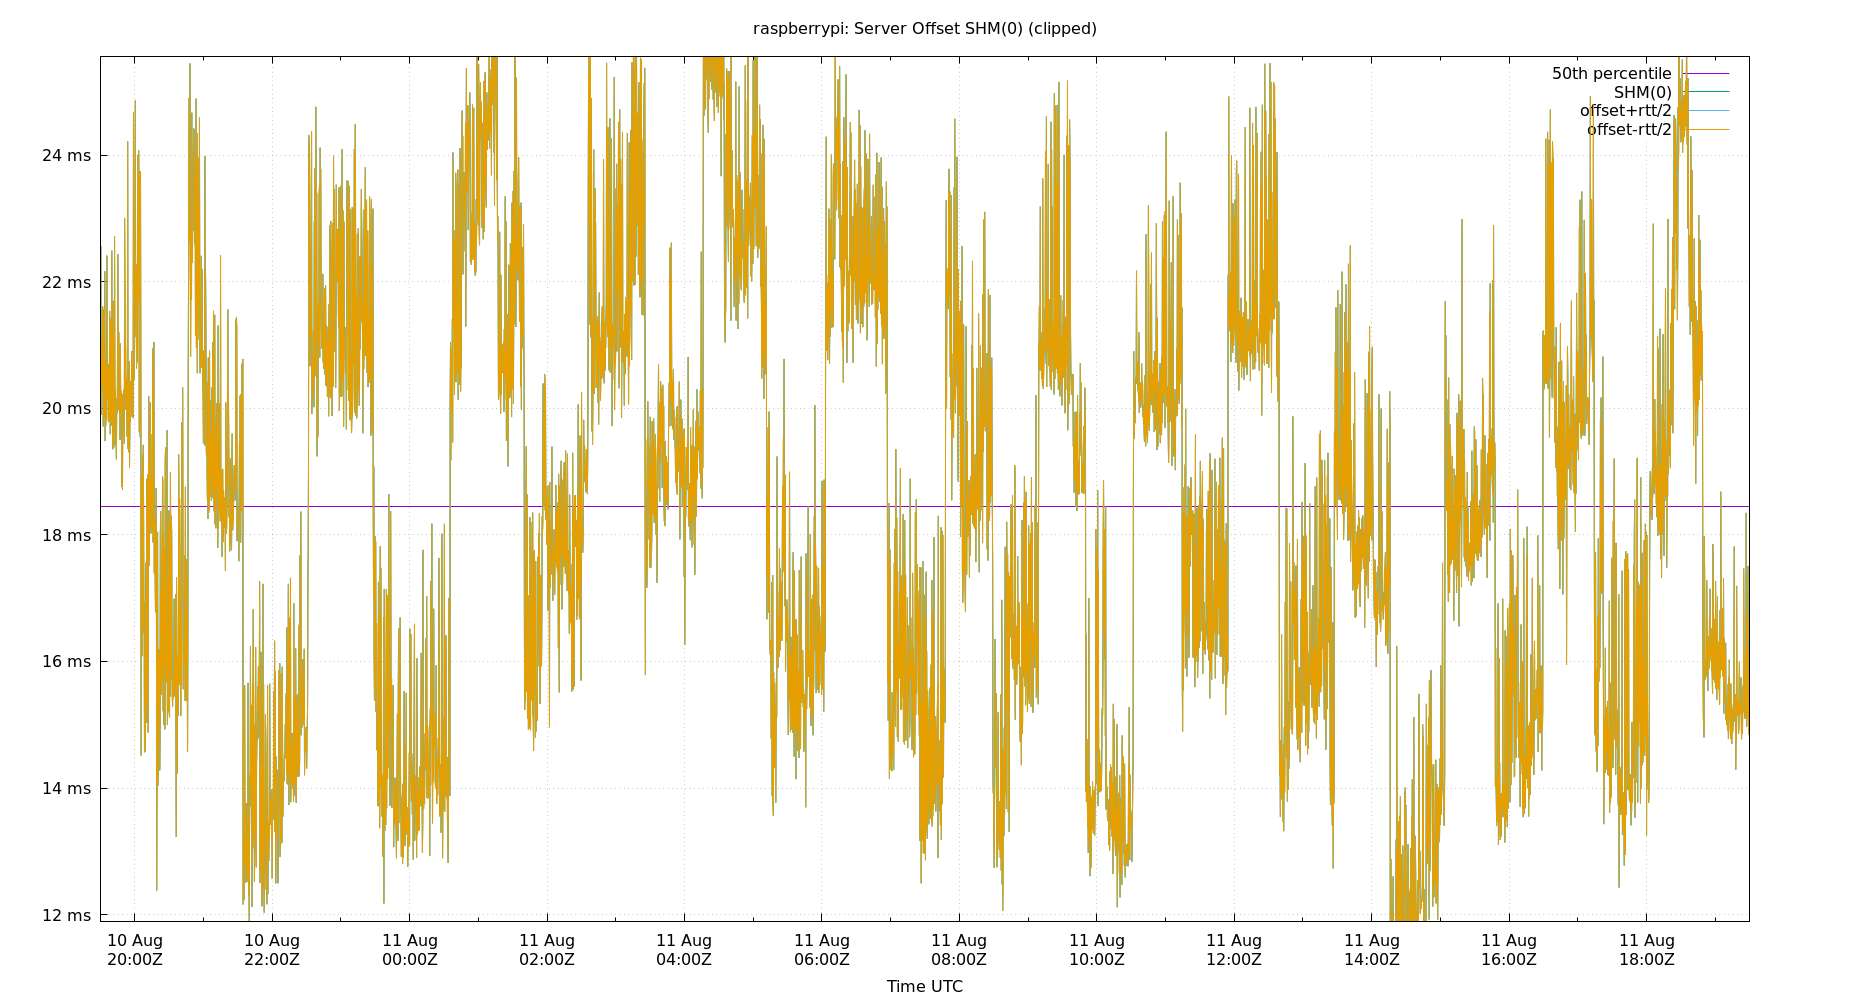 raspberrypi: Server Offset SHM(0) (clipped)
50th percentile
SHM(0)
offset+rtt/2
offset-rtt/2
24 ms
22 ms
20 ms
18 ms
16 ms
14 ms
12 ms
10 Aug 10 Aug 11 Aug 11 Aug 11 Aug 11 Aug 11 Aug 11 Aug 11 Aug 11 Aug 11 Aug 11 Aug
20:00Z 22:00Z 00:00Z 02:00Z 04:00Z 06:00Z 08:00Z 10:00Z 12:00Z 14:00Z 16:00Z 18:00Z
Time UTC